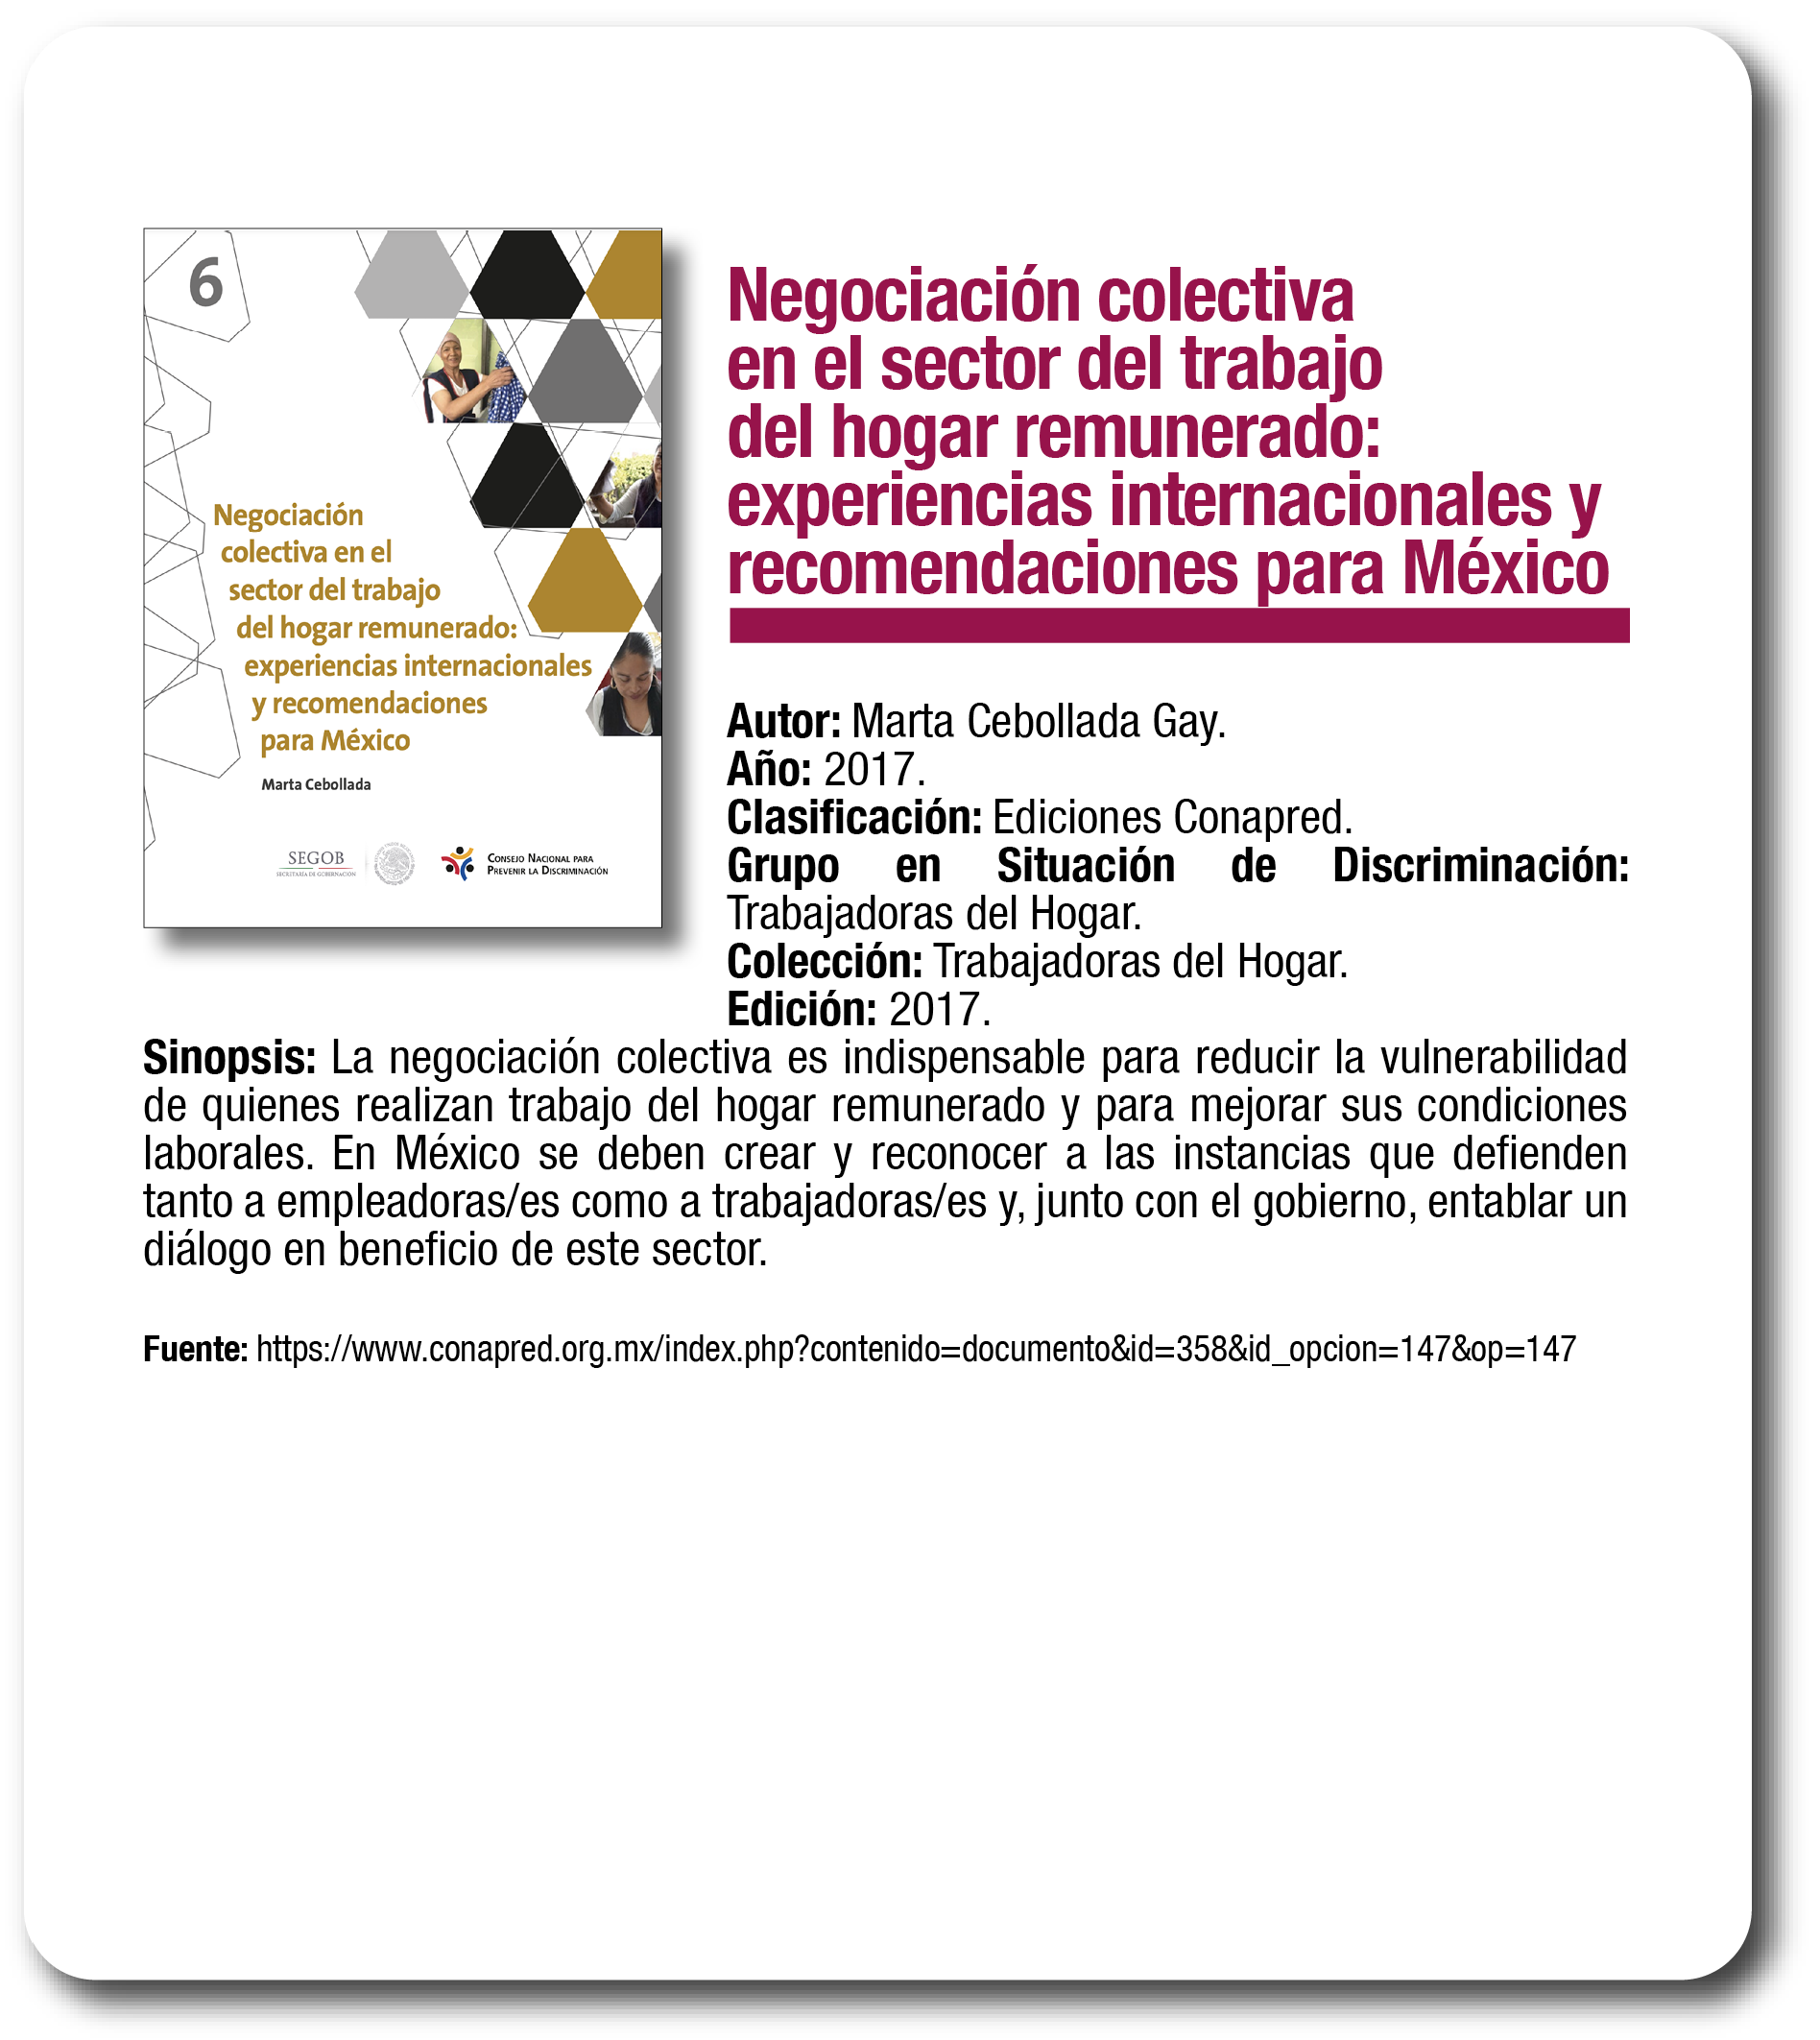 6
Negociación
colectiva en el
sector del trabajo
del hogar remunerado:
experiencias internacionales
y recomendaciones
para México
Marta Cebollada
SEGOB
SECRETARÍA DE GOBERNACIÓN
CONSEJO NACIONAL PARA
PREVENIR LA DISCRIMINACIÓN
Negociación colectiva
en el sector del trabajo
del hogar remunerado:
experiencias internacionales y
recomendaciones para México
Autor: Marta Cebollada Gay.
Año: 2017.
Clasificación: Ediciones Conapred.
Grupo en Situación de Discriminación:
Trabajadoras del Hogar.
Colección: Trabajadoras del Hogar.
Edición: 2017.
Sinopsis: La negociación colectiva es indispensable para reducir la vulnerabilidad
de quienes realizan trabajo del hogar remunerado y para mejorar sus condiciones
laborales. En México se deben crear y reconocer a las instancias que defienden
tanto a empleadoras/es como a trabajadoras/es y, junto con el gobierno, entablar un
diálogo en beneficio de este sector.
Fuente: https://www.conapred.org.mx/index.php?contenido=documento&id=358&id_opcion=147&op=147